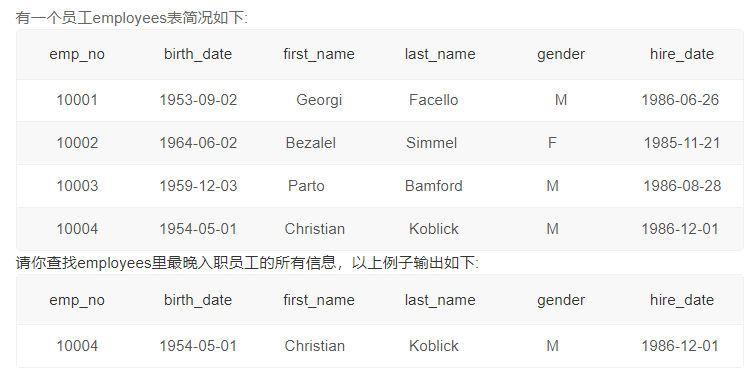 有一个员工employees表简况如下:
emp_no birth_date first_name last_name gender hire_date
10001 1953-09-02 Georgi Facello M 1986-06-26
10002 1964-06-02 Bezalel Simmel F 1985-11-21
10003 1959-12-03 Parto Bamford M 1986-08-28
10004 1954-05-01 Christian Koblick M 1986-12-01
请你查找employees里最晚入职员工的所有信息，以上例子输出如下:
emp_no birth_date first_name last_name gender hire_date
10004 1954-05-01 Christian Koblick M 1986-12-01